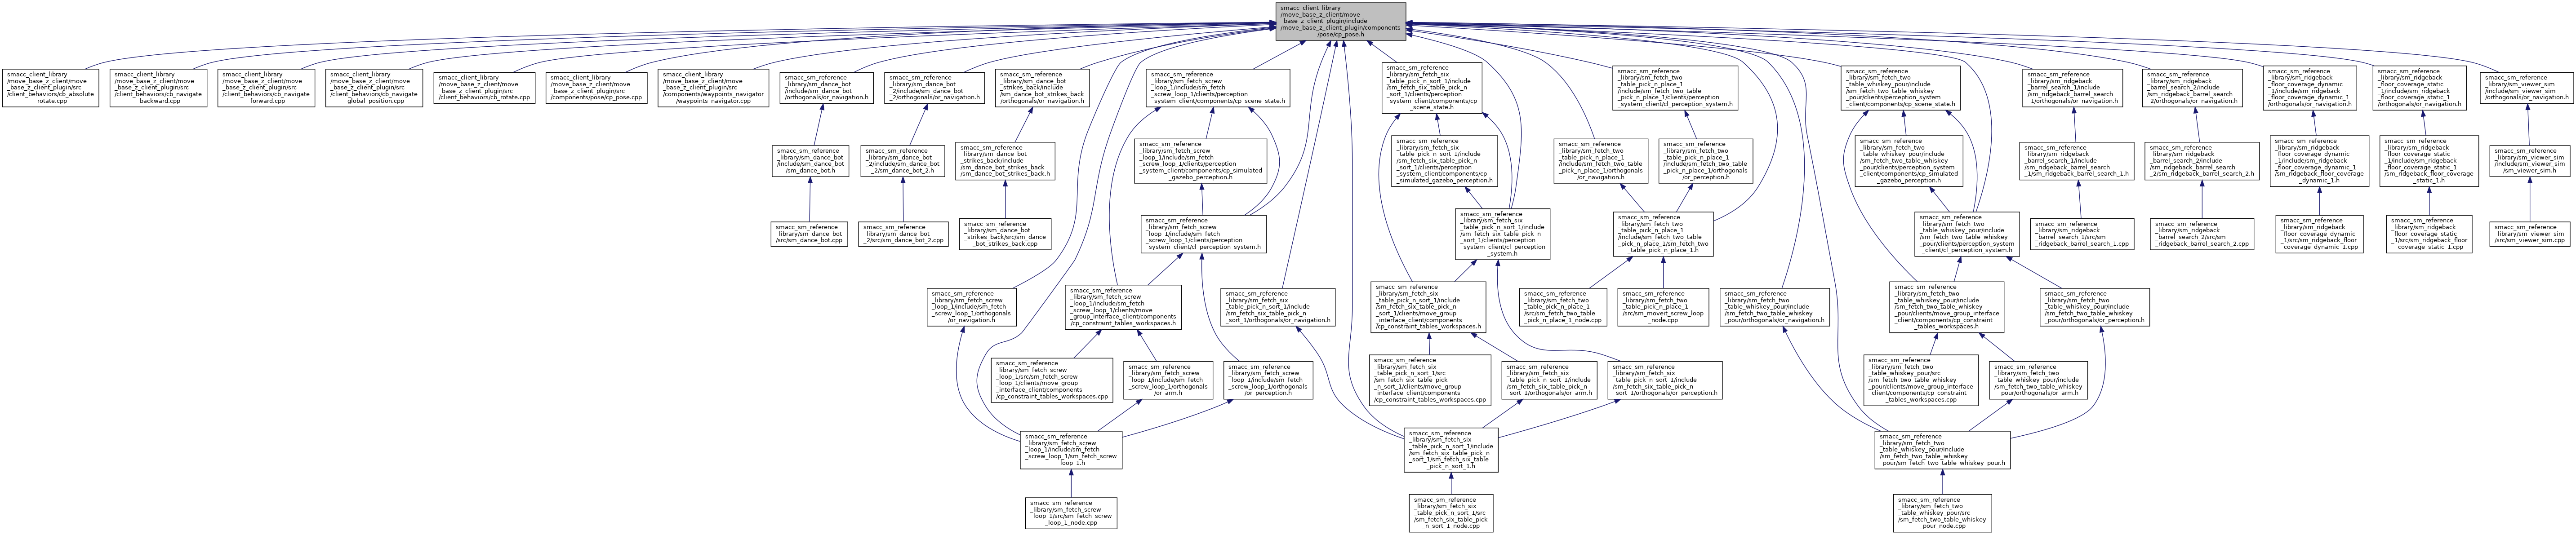 smacc_client_library
/move_base_z_client/move
_base_z_client_plugin/include
/move_base_z_client_plugin/components
/pose/cp_pose.h
smacc_client_library
/move_base_z_client/move
_base_z_client_plugin/src
/client_behaviors/cb_absolute
_rotate.cpp
smacc_client_library
/move_base_z_client/move
_base_z_client_plugin/src
/client_behaviors/cb_navigate
_backward.cpp
smacc_client_library
/move_base_z_client/move
_base_z_client_plugin/src
/client_behaviors/cb_navigate
_forward.cpp
smacc_client_library
/move_base_z_client/move
_base_z_client_plugin/src
/client_behaviors/cb_navigate
_global_position.cpp
smacc_client_library
/move_base_z_client/move
_base_z_client_plugin/src
/client_behaviors/cb_rotate.cpp
smacc_client_library
/move_base_z_client/move
_base_z_client_plugin/src
/components/pose/cp_pose.cpp
smacc_client_library
/move_base_z_client/move
_base_z_client_plugin/src
/components/waypoints_navigator
/waypoints_navigator.cpp
smacc_sm_reference
_library/sm_dance_bot
/include/sm_dance_bot
/orthogonals/or_navigation.h
smacc_sm_reference
_library/sm_dance_bot
_2/include/sm_dance_bot
_2/orthogonals/or_navigation.h
smacc_sm_reference
_library/sm_dance_bot
_strikes_back/include
/sm_dance_bot_strikes_back
/orthogonals/or_navigation.h
smacc_sm_reference
_library/sm_fetch_screw
_loop_1/include/sm_fetch
_screw_loop_1/clients/perception
_system_client/components/cp_scene_state.h
smacc_sm_reference
_library/sm_fetch_six
_table_pick_n_sort_1/include
/sm_fetch_six_table_pick_n
_sort_1/clients/perception
_system_client/components/cp
_scene_state.h
smacc_sm_reference
_library/sm_fetch_two
_table_pick_n_place_1
/include/sm_fetch_two_table
_pick_n_place_1/clients/perception
_system_client/cl_perception_system.h
smacc_sm_reference
_library/sm_fetch_two
_table_whiskey_pour/include
/sm_fetch_two_table_whiskey
_pour/clients/perception_system
_client/components/cp_scene_state.h
smacc_sm_reference
_library/sm_ridgeback
_barrel_search_1/include
/sm_ridgeback_barrel_search
_1/orthogonals/or_navigation.h
smacc_sm_reference
_library/sm_ridgeback
_barrel_search_2/include
/sm_ridgeback_barrel_search
_2/orthogonals/or_navigation.h
smacc_sm_reference
_library/sm_ridgeback
_floor_coverage_dynamic
_1/include/sm_ridgeback
_floor_coverage_dynamic_1
/orthogonals/or_navigation.h
smacc_sm_reference
_library/sm_ridgeback
_floor_coverage_static
_1/include/sm_ridgeback
_floor_coverage_static_1
/orthogonals/or_navigation.h
smacc_sm_reference
_library/sm_viewer_sim
/include/sm_viewer_sim
/orthogonals/or_navigation.h
smacc_sm_reference
_library/sm_dance_bot
/include/sm_dance_bot
/sm_dance_bot.h
smacc_sm_reference
_library/sm_dance_bot
_2/include/sm_dance_bot
_2/sm_dance_bot_2.h
smacc_sm_reference
_library/sm_dance_bot
_strikes_back/include
/sm_dance_bot_strikes_back
/sm_dance_bot_strikes_back.h
smacc_sm_reference
_library/sm_fetch_screw
_loop_1/include/sm_fetch
_screw_loop_1/clients/perception
_system_client/components/cp_simulated
_gazebo_perception.h
smacc_sm_reference
_library/sm_fetch_six
_table_pick_n_sort_1/include
/sm_fetch_six_table_pick_n
_sort_1/clients/perception
_system_client/components/cp
_simulated_gazebo_perception.h
smacc_sm_reference
_library/sm_fetch_two
_table_pick_n_place_1
/include/sm_fetch_two_table
_pick_n_place_1/orthogonals
/or_navigation.h
smacc_sm_reference
_library/sm_fetch_two
_table_pick_n_place_1
/include/sm_fetch_two_table
_pick_n_place_1/orthogonals
/or_perception.h
smacc_sm_reference
_library/sm_fetch_two
_table_whiskey_pour/include
/sm_fetch_two_table_whiskey
_pour/clients/perception_system
_client/components/cp_simulated
_gazebo_perception.h
smacc_sm_reference
_library/sm_ridgeback
_barrel_search_1/include
/sm_ridgeback_barrel_search
_1/sm_ridgeback_barrel_search_1.h
smacc_sm_reference
_library/sm_ridgeback
_barrel_search_2/include
/sm_ridgeback_barrel_search
_2/sm_ridgeback_barrel_search_2.h
smacc_sm_reference
_library/sm_ridgeback
_floor_coverage_dynamic
_1/include/sm_ridgeback
_floor_coverage_dynamic_1
/sm_ridgeback_floor_coverage
_dynamic_1.h
smacc_sm_reference
_library/sm_ridgeback
_floor_coverage_static
_1/include/sm_ridgeback
_floor_coverage_static_1
/sm_ridgeback_floor_coverage
_static_1.h
smacc_sm_reference
_library/sm_viewer_sim
/include/sm_viewer_sim
/sm_viewer_sim.h
smacc_sm_reference
_library/sm_dance_bot
/src/sm_dance_bot.cpp
smacc_sm_reference
_library/sm_dance_bot
_2/src/sm_dance_bot_2.cpp
smacc_sm_reference
_library/sm_dance_bot
_strikes_back/src/sm_dance
_bot_strikes_back.cpp
smacc_sm_reference
_library/sm_fetch_screw
_loop_1/include/sm_fetch
_screw_loop_1/clients/perception
_system_client/cl_perception_system.h
smacc_sm_reference
_library/sm_fetch_six
_table_pick_n_sort_1/include
/sm_fetch_six_table_pick_n
_sort_1/clients/perception
_system_client/cl_perception
_system.h
smacc_sm_reference
_library/sm_fetch_two
_table_pick_n_place_1
/include/sm_fetch_two_table
_pick_n_place_1/sm_fetch_two
_table_pick_n_place_1.h
smacc_sm_reference
_library/sm_fetch_two
_table_whiskey_pour/include
/sm_fetch_two_table_whiskey
_pour/clients/perception_system
_client/cl_perception_system.h
smacc_sm_reference
_library/sm_ridgeback
_barrel_search_1/src/sm
_ridgeback_barrel_search_1.cpp
smacc_sm_reference
_library/sm_ridgeback
_barrel_search_2/src/sm
_ridgeback_barrel_search_2.cpp
smacc_sm_reference
_library/sm_ridgeback
_floor_coverage_dynamic
_1/src/sm_ridgeback_floor
_coverage_dynamic_1.cpp
smacc_sm_reference
_library/sm_ridgeback
_floor_coverage_static
_1/src/sm_ridgeback_floor
_coverage_static_1.cpp
smacc_sm_reference
_library/sm_viewer_sim
/src/sm_viewer_sim.cpp
smacc_sm_reference
_library/sm_fetch_screw
_loop_1/include/sm_fetch
_screw_loop_1/orthogonals
/or_navigation.h
smacc_sm_reference
_library/sm_fetch_screw
_loop_1/include/sm_fetch
_screw_loop_1/clients/move
_group_interface_client/components
/cp_constraint_tables_workspaces.h
smacc_sm_reference
_library/sm_fetch_six
_table_pick_n_sort_1/include
/sm_fetch_six_table_pick_n
_sort_1/orthogonals/or_navigation.h
smacc_sm_reference
_library/sm_fetch_six
_table_pick_n_sort_1/include
/sm_fetch_six_table_pick_n
_sort_1/clients/move_group
_interface_client/components
/cp_constraint_tables_workspaces.h
smacc_sm_reference
_library/sm_fetch_two
_table_pick_n_place_1
/src/sm_fetch_two_table
_pick_n_place_1_node.cpp
smacc_sm_reference
_library/sm_fetch_two
_table_pick_n_place_1
/src/sm_moveit_screw_loop
_node.cpp
smacc_sm_reference
_library/sm_fetch_two
_table_whiskey_pour/include
/sm_fetch_two_table_whiskey
_pour/orthogonals/or_navigation.h
smacc_sm_reference
_library/sm_fetch_two
_table_whiskey_pour/include
/sm_fetch_two_table_whiskey
_pour/clients/move_group_interface
_client/components/cp_constraint
_tables_workspaces.h
smacc_sm_reference
_library/sm_fetch_two
_table_whiskey_pour/include
/sm_fetch_two_table_whiskey
_pour/orthogonals/or_perception.h
smacc_sm_reference
_library/sm_fetch_screw
_loop_1/src/sm_fetch_screw
_loop_1/clients/move_group
_interface_client/components
/cp_constraint_tables_workspaces.cpp
smacc_sm_reference
_library/sm_fetch_screw
_loop_1/include/sm_fetch
_screw_loop_1/orthogonals
/or_arm.h
smacc_sm_reference
_library/sm_fetch_screw
_loop_1/include/sm_fetch
_screw_loop_1/orthogonals
/or_perception.h
smacc_sm_reference
_library/sm_fetch_six
_table_pick_n_sort_1/src
/sm_fetch_six_table_pick
_n_sort_1/clients/move_group
_interface_client/components
/cp_constraint_tables_workspaces.cpp
smacc_sm_reference
_library/sm_fetch_six
_table_pick_n_sort_1/include
/sm_fetch_six_table_pick_n
_sort_1/orthogonals/or_arm.h
smacc_sm_reference
_library/sm_fetch_six
_table_pick_n_sort_1/include
/sm_fetch_six_table_pick_n
_sort_1/orthogonals/or_perception.h
smacc_sm_reference
_library/sm_fetch_two
_table_whiskey_pour/src
/sm_fetch_two_table_whiskey
_pour/clients/move_group_interface
_client/components/cp_constraint
_tables_workspaces.cpp
smacc_sm_reference
_library/sm_fetch_two
_table_whiskey_pour/include
/sm_fetch_two_table_whiskey
_pour/orthogonals/or_arm.h
smacc_sm_reference
_library/sm_fetch_screw
_loop_1/include/sm_fetch
_screw_loop_1/sm_fetch_screw
_loop_1.h
smacc_sm_reference
_library/sm_fetch_six
_table_pick_n_sort_1/include
/sm_fetch_six_table_pick_n
_sort_1/sm_fetch_six_table
_pick_n_sort_1.h
smacc_sm_reference
_library/sm_fetch_two
_table_whiskey_pour/include
/sm_fetch_two_table_whiskey
_pour/sm_fetch_two_table_whiskey_pour.h
smacc_sm_reference
_library/sm_fetch_screw
_loop_1/src/sm_fetch_screw
_loop_1_node.cpp
smacc_sm_reference
_library/sm_fetch_six
_table_pick_n_sort_1/src
/sm_fetch_six_table_pick
_n_sort_1_node.cpp
smacc_sm_reference
_library/sm_fetch_two
_table_whiskey_pour/src
/sm_fetch_two_table_whiskey
_pour_node.cpp